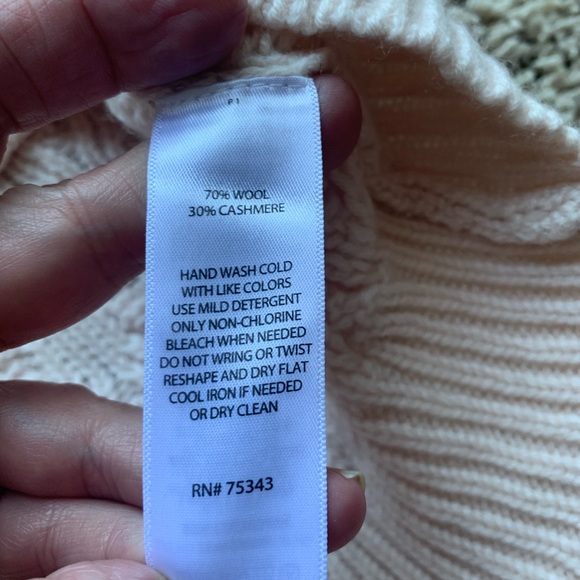 70% WOOL
30% CASHMERE
HAND WASH COLD
WITH LIKE COLORS
USE MILD DETERGENT
ONLY NON-CHLORINE
BLEACH WHEN NEEDED
DO NOT WRING OR TWIST
RESHAPE AND DRY FLAT
COOL IRON IF NEEDED
OR DRY CLEAN
RN# 75343